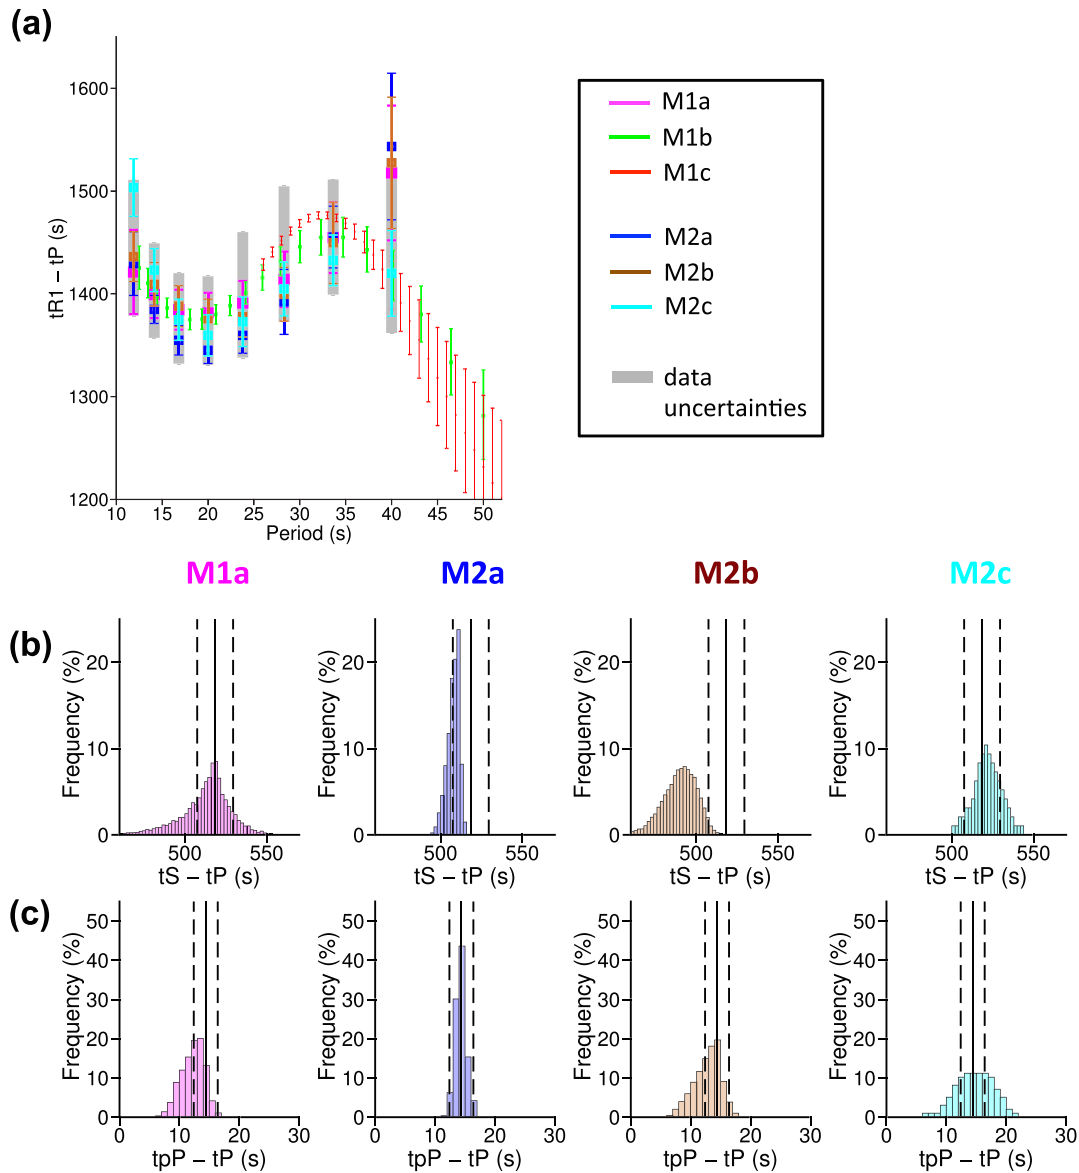 (a)
tR1 – tP (s)
1600
1500
1400
1300
1200
10 15 20 25 30 35 40 45 50
Period (s)
M1a
M1b
M1c
M2a
M2b
M2c
data
uncertainties
M1a M2a M2b M2c
(b)
Frequency (%) Frequency (%) Frequency (%) Frequency (%)
20 20 20 20
10 10 10 10
0 0 0 0
500 550 500 550 500 550 500 550
tS – tP (s) tS – tP (s) tS – tP (s) tS – tP (s)
(c)
Frequency (%) Frequency (%) Frequency (%) Frequency (%)
50 50 50 50
40 40 40 40
30 30 30 30
20 20 20 20
10 10 10 10
0 0 0 0
0 10 20 30 0 10 20 30 0 10 20 30 0 10 20 30
tpP – tP (s) tpP – tP (s) tpP – tP (s) tpP – tP (s)